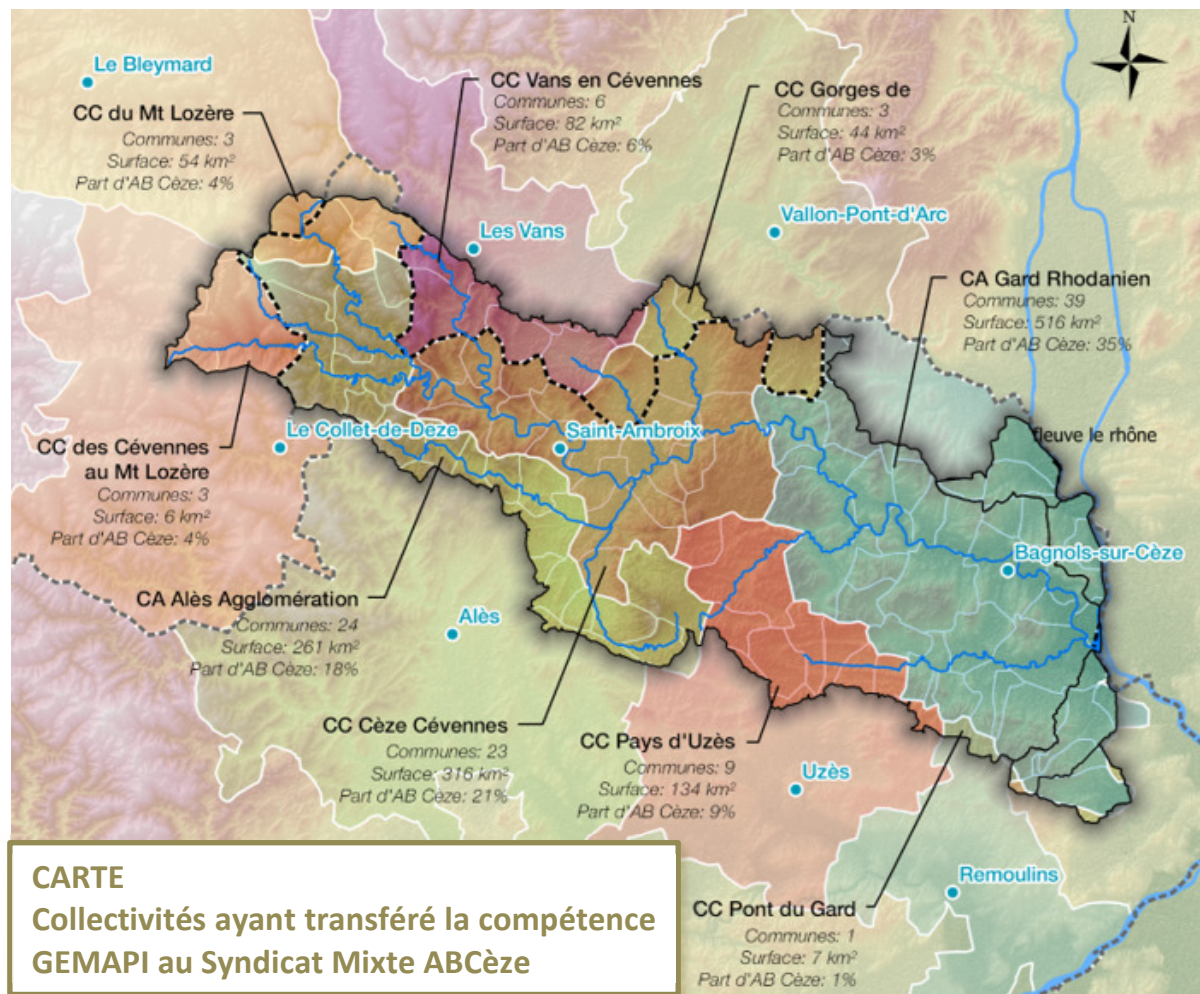 N
Le Bleymard
CC du Mt Lozère
Communes: 3
Surface: 54 km²
Part d'AB Cèze: 4%
CC Vans en Cévennes
Communes: 6
Surface: 82 km²
Part d'AB Cèze: 6%
CC Gorges de
Communes: 3
Surface: 44 km²
Part d'AB Cèze: 3%
Les Vans
Vallon-Pont-d'Arc
CA Gard Rhodanien
Communes: 39
Surface: 516 km²
Part d'AB Cèze: 35%
CC des Cévennes
au Mt Lozère
Communes: 3
Surface: 6 km²
Part d'AB Cèze: 4%
Le Collet-de-Deze
Saint-Ambroix
fleuve le rhône
Bagnols-sur-Cèze
CA Alès Agglomération
Communes: 24
Surface: 261 km²
Part d'AB Cèze: 18%
Alès
CC Cèze Cévennes
Communes: 23
Surface: 316 km²
Part d'AB Cèze: 21%
CC Pays d'Uzès
Communes: 9
Surface: 134 km²
Part d'AB Cèze: 9%
Uzès
Remoulins
CC Pont du Gard
Communes: 1
Surface: 7 km²
Part d'AB Cèze: 1%
CARTE
Collectivités ayant transféré la compétence
GEMAPI au Syndicat Mixte ABCèze